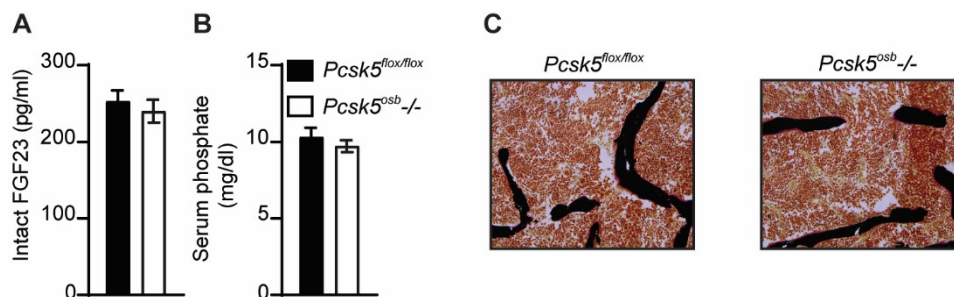 A
Intact FGF23 (pg/ml)
300
200
100
0
B
Serum phosphate
(mg/dl)
15
10
5
0
Pcsk5flox/flox
Pcsk5osb-/-
C
Pcsk5flox/flox
Pcsk5osb-/-